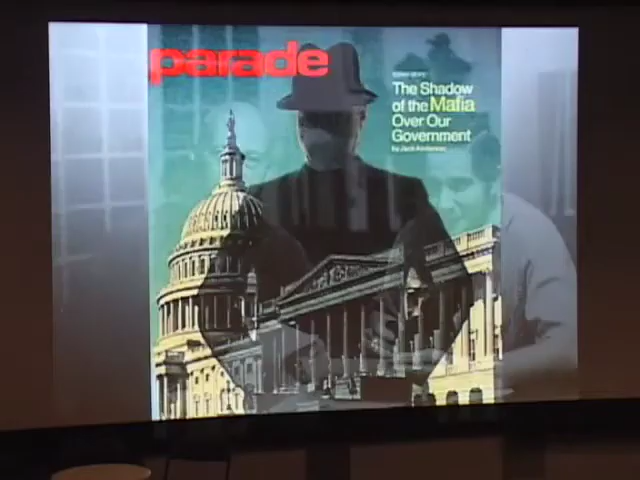 parade
The Shadow
of the Mafia
Over Our
Government
by Jack Anderson